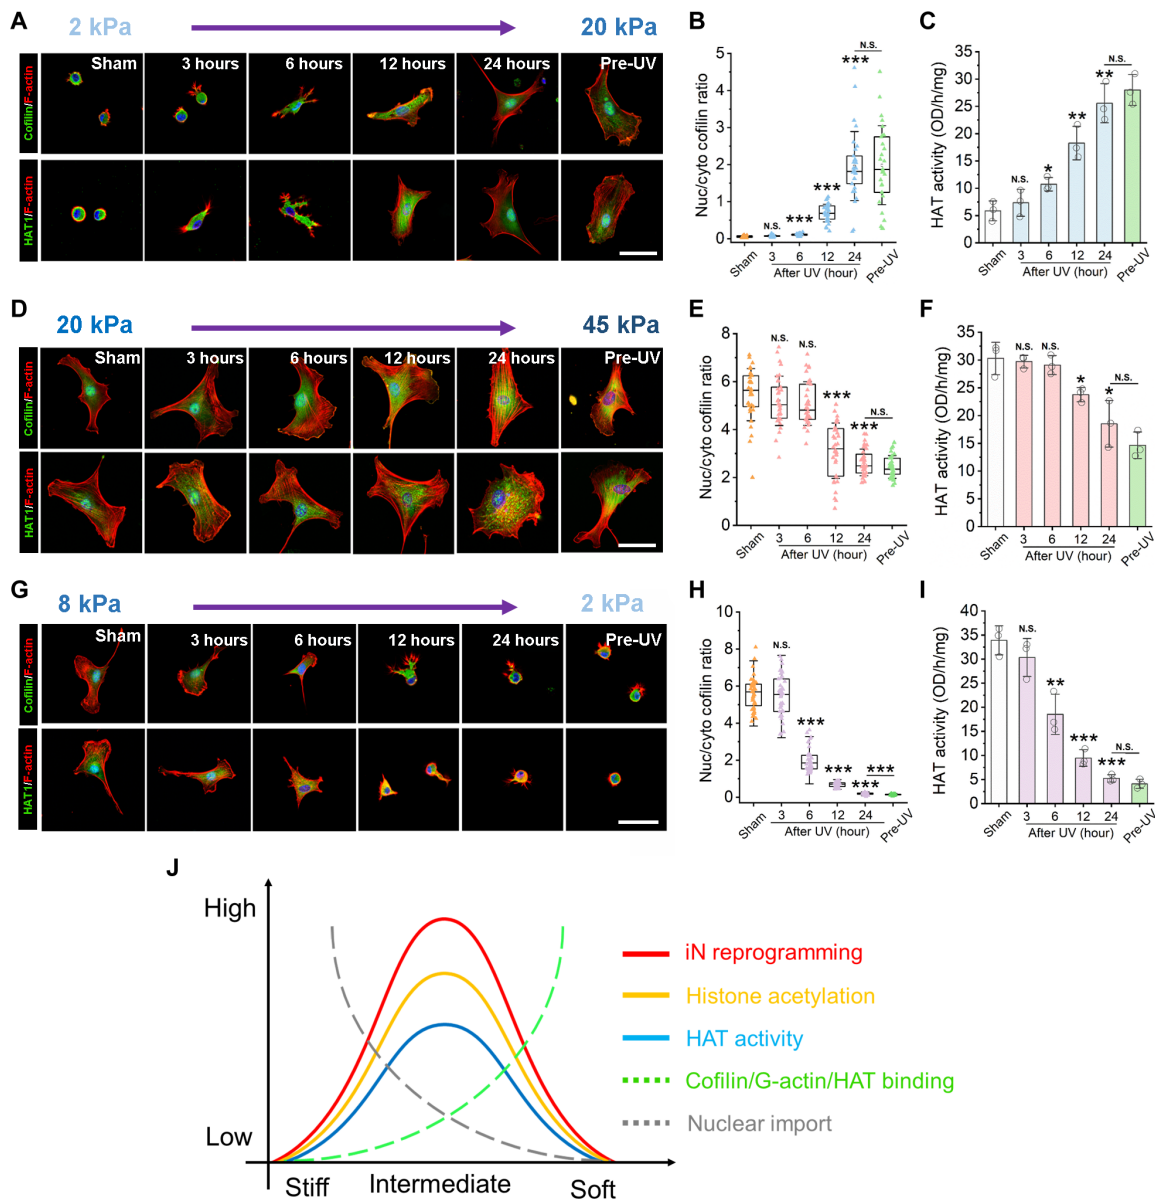 A
2 kPa
20 kPa
Sham
3 hours
6 hours
12 hours
24 hours
Pre-UV
Cofilin/F-actin
HAT1/F-actin
B
Nuc/cyto cofilin ratio
5
4
3
2
1
0
N.S.
***
***
***
N.S.
Sham
3
6
12
24
Pre-UV
After UV (hour)
C
HAT activity (OD/h/mg)
35
30
25
20
15
10
5
0
N.S.
*
**
**
N.S.
Sham
3
6
12
24
Pre-UV
After UV (hour)
D
20 kPa
45 kPa
Sham
3 hours
6 hours
12 hours
24 hours
Pre-UV
Cofilin/F-actin
HAT1/F-actin
E
Nuc/cyto cofilin ratio
8
6
4
2
0
N.S.
N.S.
***
***
N.S.
Sham
3
6
12
24
Pre-UV
After UV (hour)
F
HAT activity (OD/h/mg)
35
30
25
20
15
10
5
0
N.S.
N.S.
*
*
N.S.
Sham
3
6
12
24
Pre-UV
After UV (hour)
G
8 kPa
2 kPa
Sham
3 hours
6 hours
12 hours
24 hours
Pre-UV
Cofilin/F-actin
HAT1/F-actin
H
Nuc/cyto cofilin ratio
10
8
6
4
2
0
N.S.
***
***
***
***
Sham
3
6
12
24
Pre-UV
After UV (hour)
I
HAT activity (OD/h/mg)
40
35
30
25
20
15
10
5
0
N.S.
**
***
***
N.S.
Sham
3
6
12
24
Pre-UV
After UV (hour)
J
High
Low
Stiff
Intermediate
Soft
iN reprogramming
Histone acetylation
HAT activity
Cofilin/G-actin/HAT binding
Nuclear import